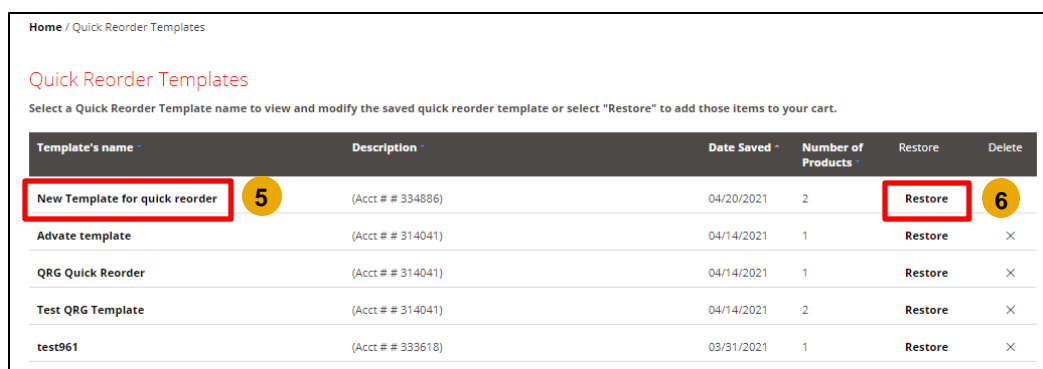 Home / Quick Reorder Templates
Quick Reorder Templates
Select a Quick Reorder Template name to view and modify the saved quick reorder template or select "Restore" to add those items to your cart.
Template's name Description Date Saved Number of Products Restore Delete
New Template for quick reorder 5 (Acct # # 334886) 04/20/2021 2 Restore 6
Advate template (Acct # # 314041) 04/14/2021 1 Restore ×
QRG Quick Reorder (Acct # # 314041) 04/14/2021 1 Restore ×
Test QRG Template (Acct # # 314041) 04/14/2021 2 Restore ×
test961 (Acct # # 333618) 03/31/2021 1 Restore ×